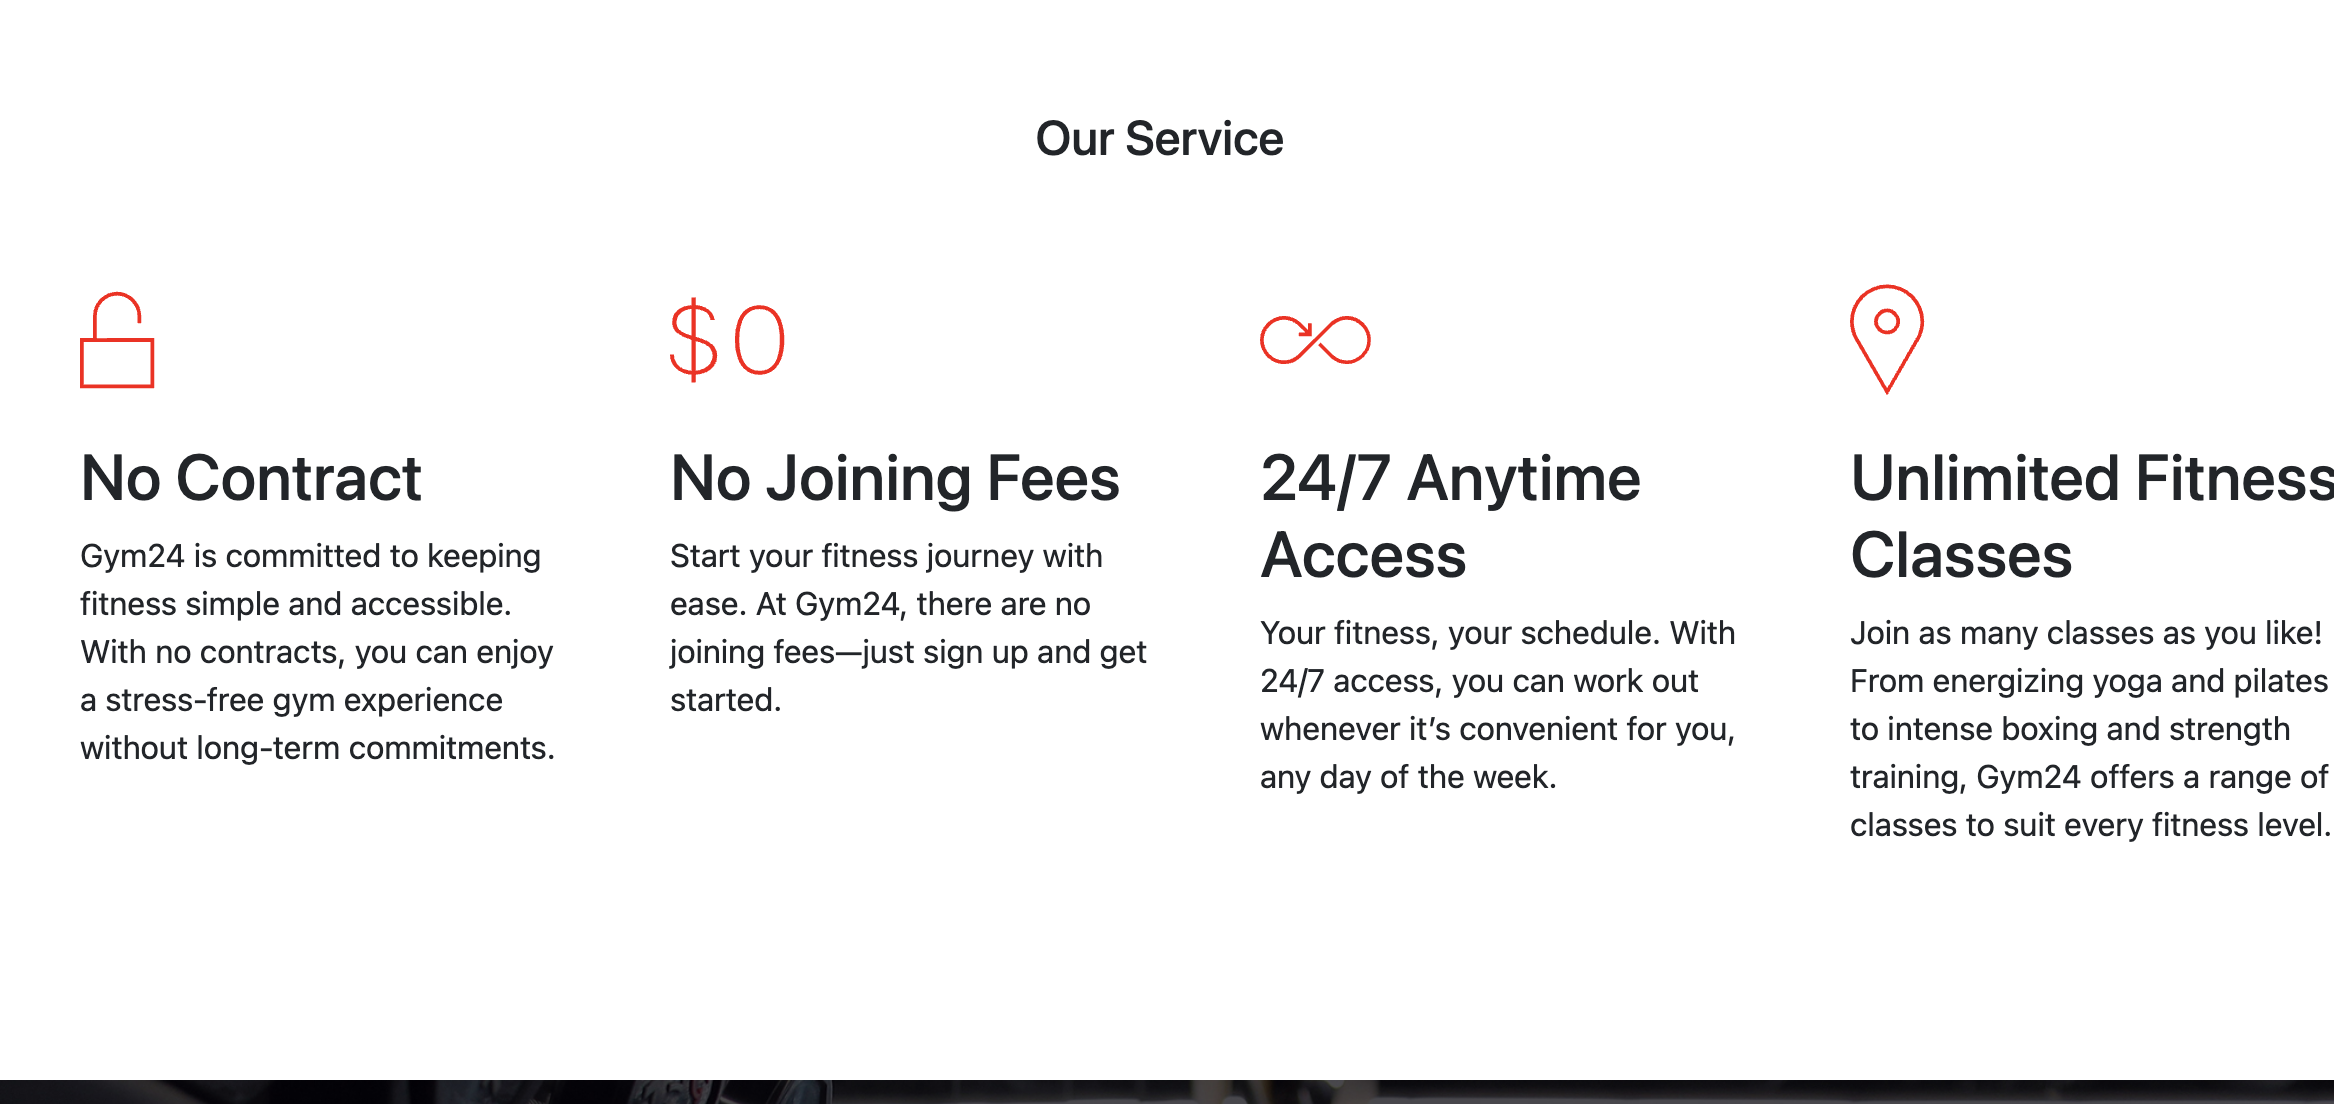 Our Service
$0
No Contract
Gym24 is committed to keeping
fitness simple and accessible.
With no contracts, you can enjoy
a stress-free gym experience
without long-term commitments.
No Joining Fees
Start your fitness journey with
ease. At Gym24, there are no
joining fees—just sign up and get
started.
24/7 Anytime
Access
Your fitness, your schedule. With
24/7 access, you can work out
whenever it’s convenient for you,
any day of the week.
Unlimited Fitness
Classes
Join as many classes as you like!
From energizing yoga and pilates
to intense boxing and strength
training, Gym24 offers a range of
classes to suit every fitness level.